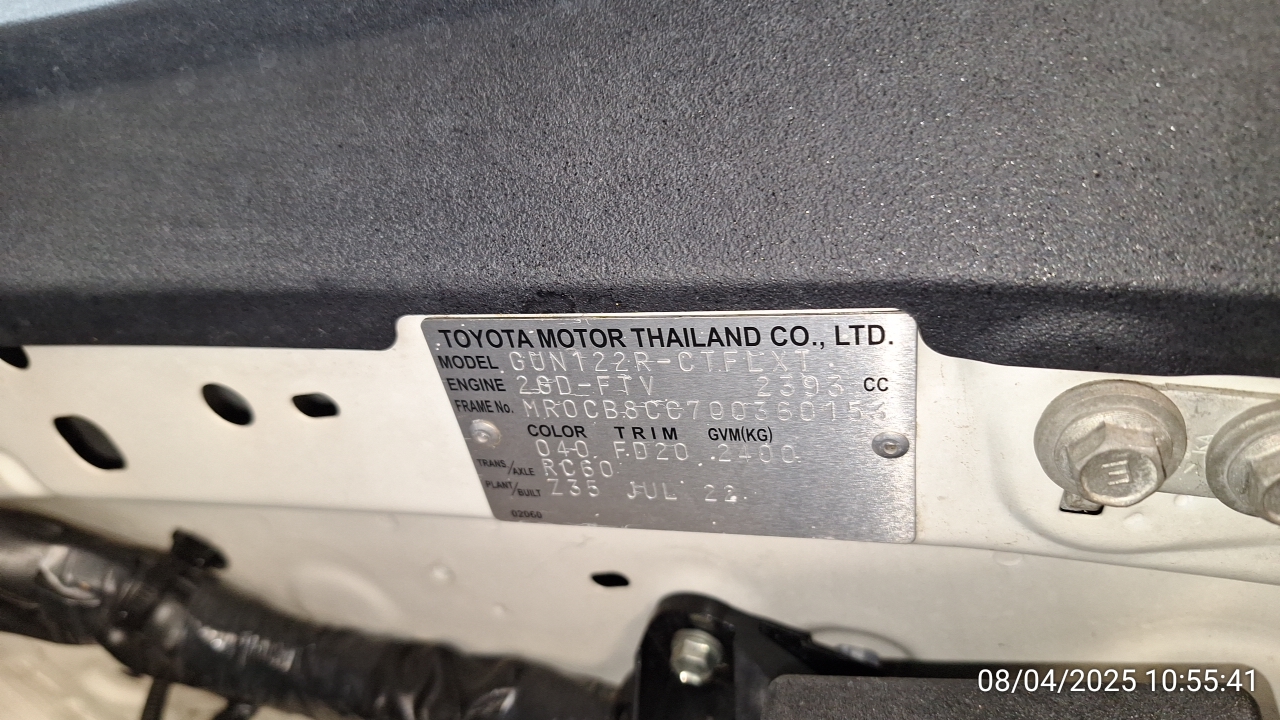 TOYOTA MOTOR THAILAND CO., LTD.
MODEL GUN122R-CTFLXT
ENGINE 2GD-FTV 2393 CC
FRAME No. MR0CB8CC700360153
COLOR TRIM GVM(KG)
040 FD20 2400
TRANS/AXLE RC60
PLANT/BUILT Z35 JUL 22
02060
08/04/2025 10:55:41